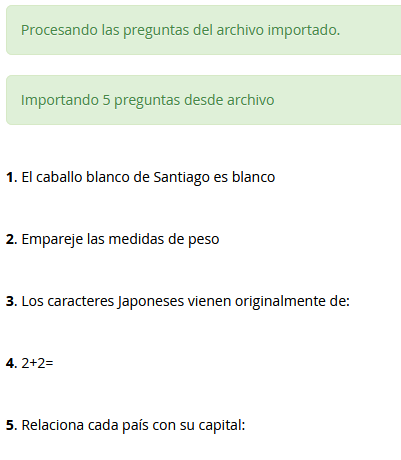 Procesando las preguntas del archivo importado.
Importando 5 preguntas desde archivo
1. El caballo blanco de Santiago es blanco
2. Empareje las medidas de peso
3. Los caracteres Japoneses vienen originalmente de:
4. 2+2=
5. Relaciona cada país con su capital: